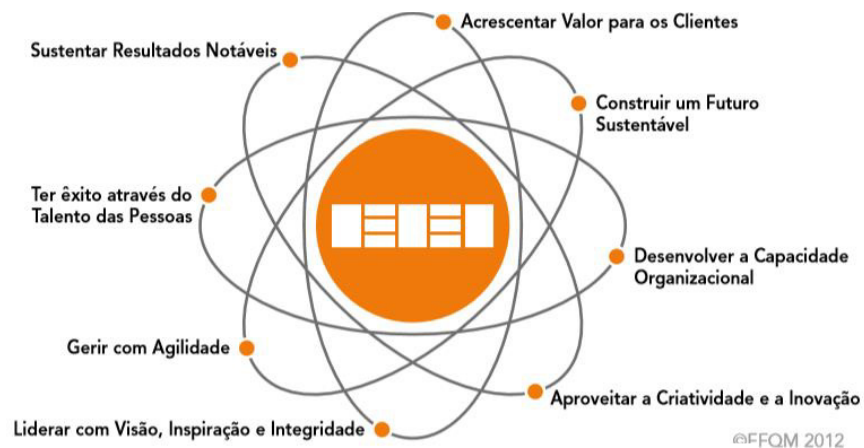 Acrescentar Valor para os Clientes
Sustentar Resultados Notáveis
Construir um Futuro
Sustentável
Ter êxito através do
Talento das Pessoas
Desenvolver a Capacidade
Organizacional
Gerir com Agilidade
Aproveitar a Criatividade e a Inovação
Liderar com Visão, Inspiração e Integridade
©EFQM 2012